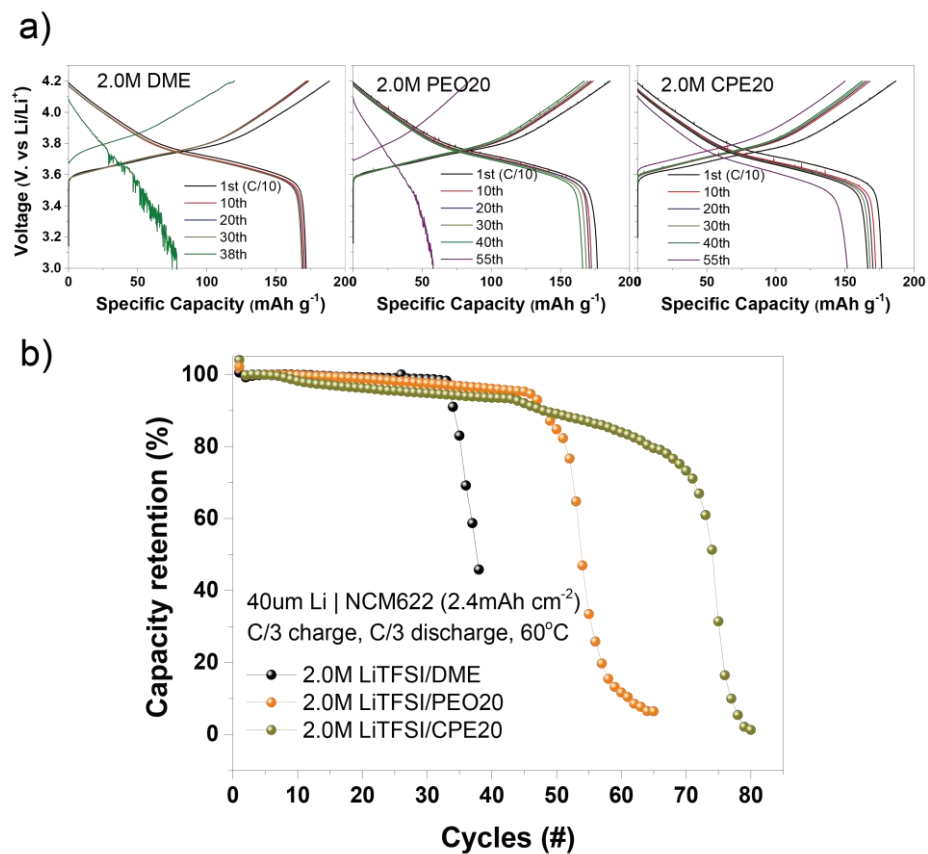 a)
2.0M DME
2.0M PEO20
2.0M CPE20
Voltage (V. vs Li/Li⁺)
4.2
4.0
3.8
3.6
3.4
3.2
3.0
1st (C/10)
10th
20th
30th
38th
1st (C/10)
10th
20th
30th
40th
55th
1st (C/10)
10th
20th
30th
40th
55th
0 50 100 150 200
0 50 100 150 200
0 50 100 150 200
Specific Capacity (mAh g⁻¹)
Specific Capacity (mAh g⁻¹)
Specific Capacity (mAh g⁻¹)
b)
Capacity retention (%)
100
80
60
40
20
0
40um Li | NCM622 (2.4mAh cm⁻²)
C/3 charge, C/3 discharge, 60°C
2.0M LiTFSI/DME
2.0M LiTFSI/PEO20
2.0M LiTFSI/CPE20
0 10 20 30 40 50 60 70 80
Cycles (#)